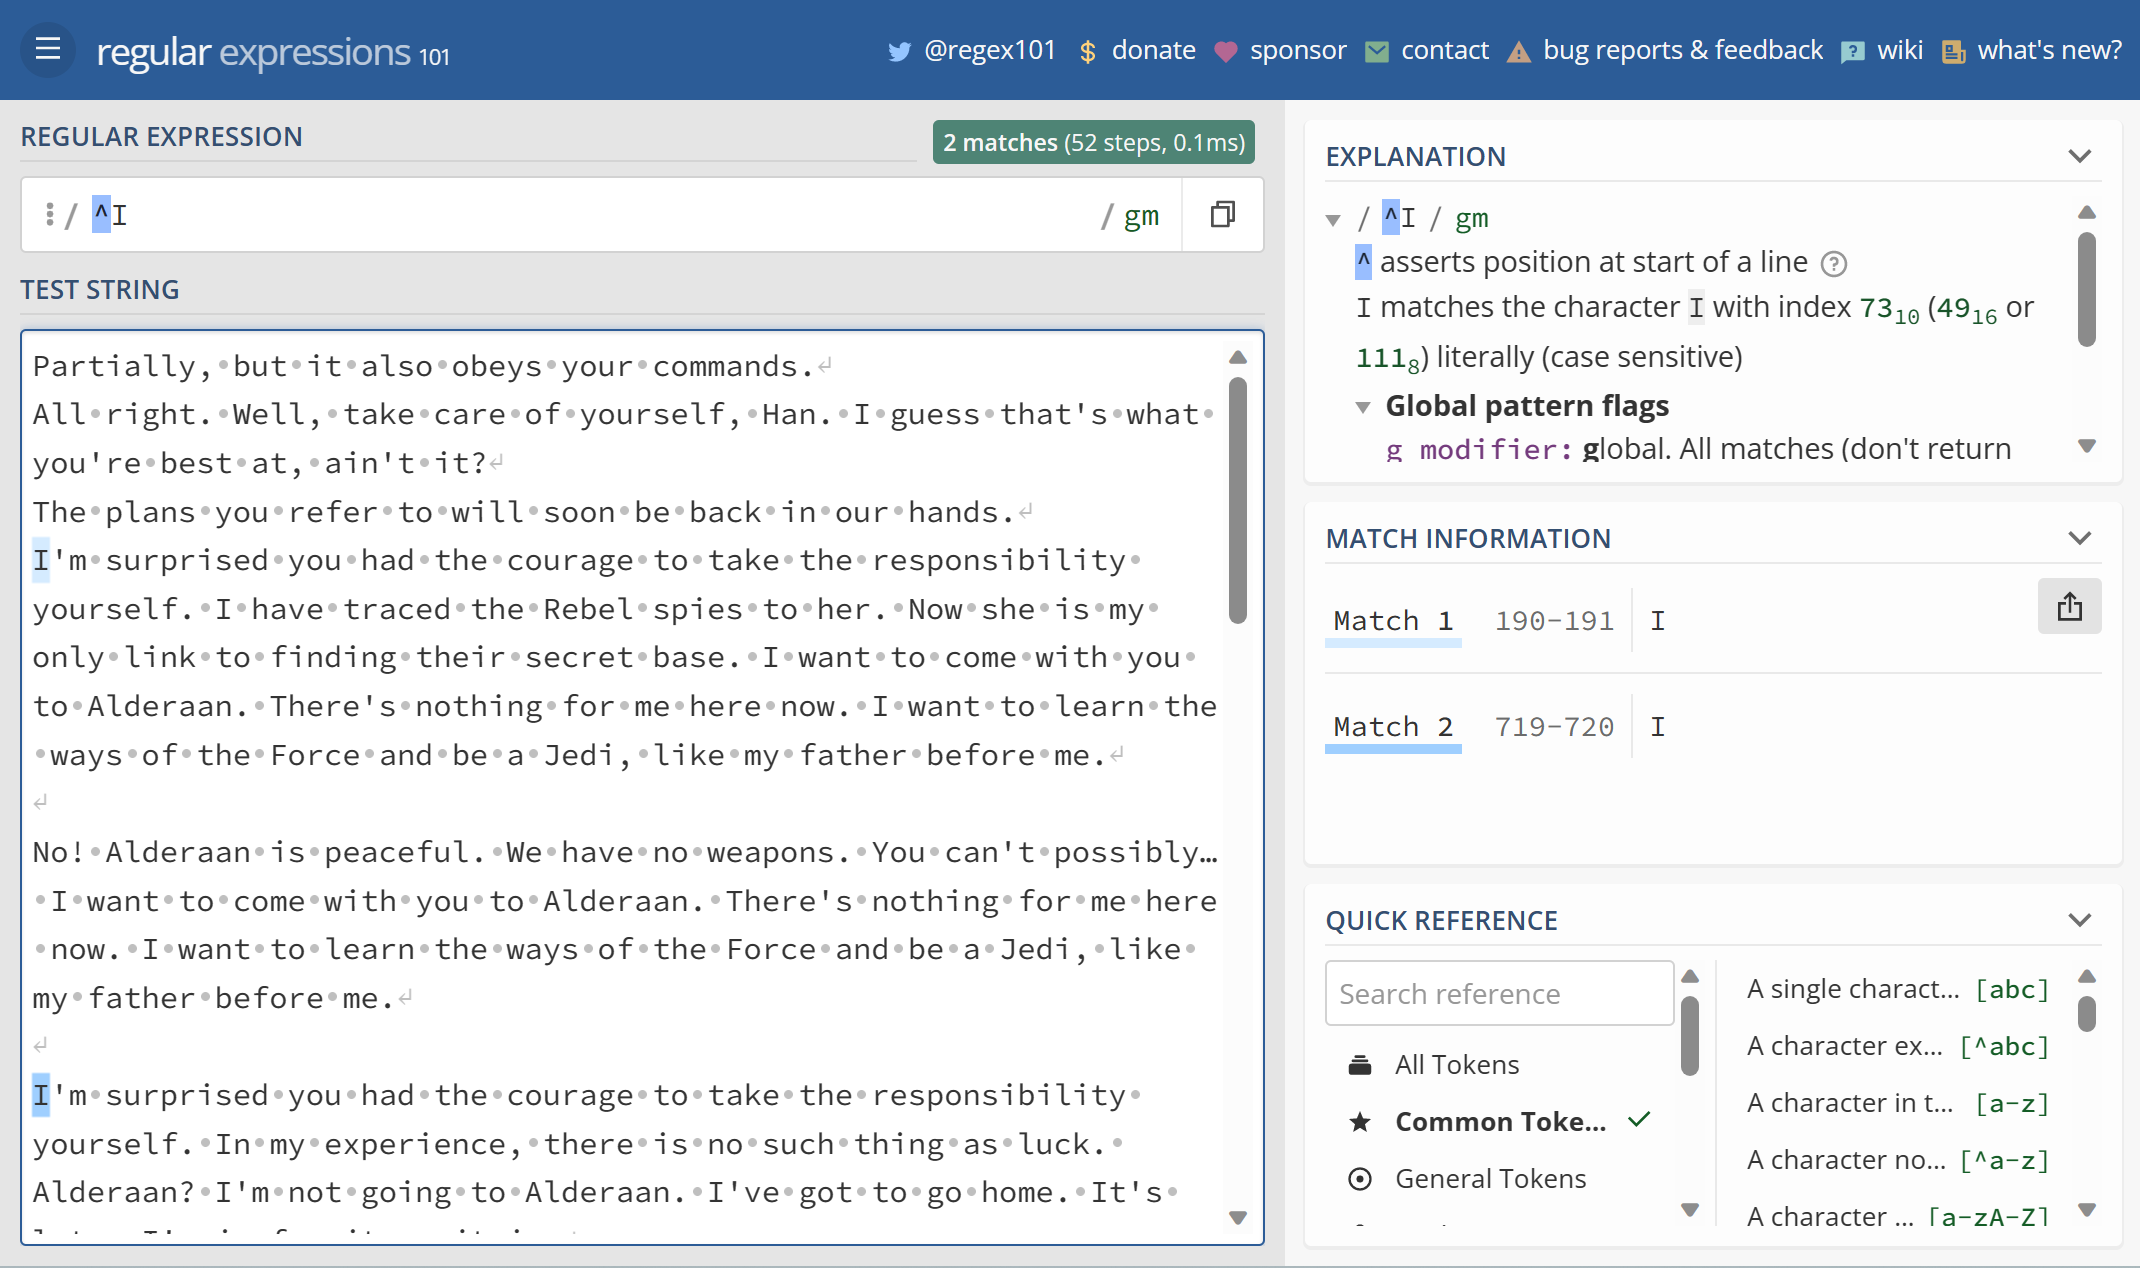 regular expressions 101
@regex101 donate sponsor contact bug reports & feedback wiki what's new?
REGULAR EXPRESSION
2 matches (52 steps, 0.1ms)
/ ^I / gm
TEST STRING
Partially, but it also obeys your commands.
All right. Well, take care of yourself, Han. I guess that's what
you're best at, ain't it?
The plans you refer to will soon be back in our hands.
I'm surprised you had the courage to take the responsibility
yourself. I have traced the Rebel spies to her. Now she is my
only link to finding their secret base. I want to come with you
to Alderaan. There's nothing for me here now. I want to learn the
ways of the Force and be a Jedi, like my father before me.
No! Alderaan is peaceful. We have no weapons. You can't possibly…
I want to come with you to Alderaan. There's nothing for me here
now. I want to learn the ways of the Force and be a Jedi, like
my father before me.
I'm surprised you had the courage to take the responsibility
yourself. In my experience, there is no such thing as luck.
Alderaan? I'm not going to Alderaan. I've got to go home. It's
EXPLANATION
/ ^I / gm
^ asserts position at start of a line
I matches the character I with index 73₁₀ (49₁₆ or
111₈) literally (case sensitive)
Global pattern flags
g modifier: global. All matches (don't return
MATCH INFORMATION
Match 1 190-191 I
Match 2 719-720 I
QUICK REFERENCE
Search reference
All Tokens
Common Toke...
General Tokens
A single charact... [abc]
A character ex... [^abc]
A character in t... [a-z]
A character no... [^a-z]
A character ... [a-zA-Z]